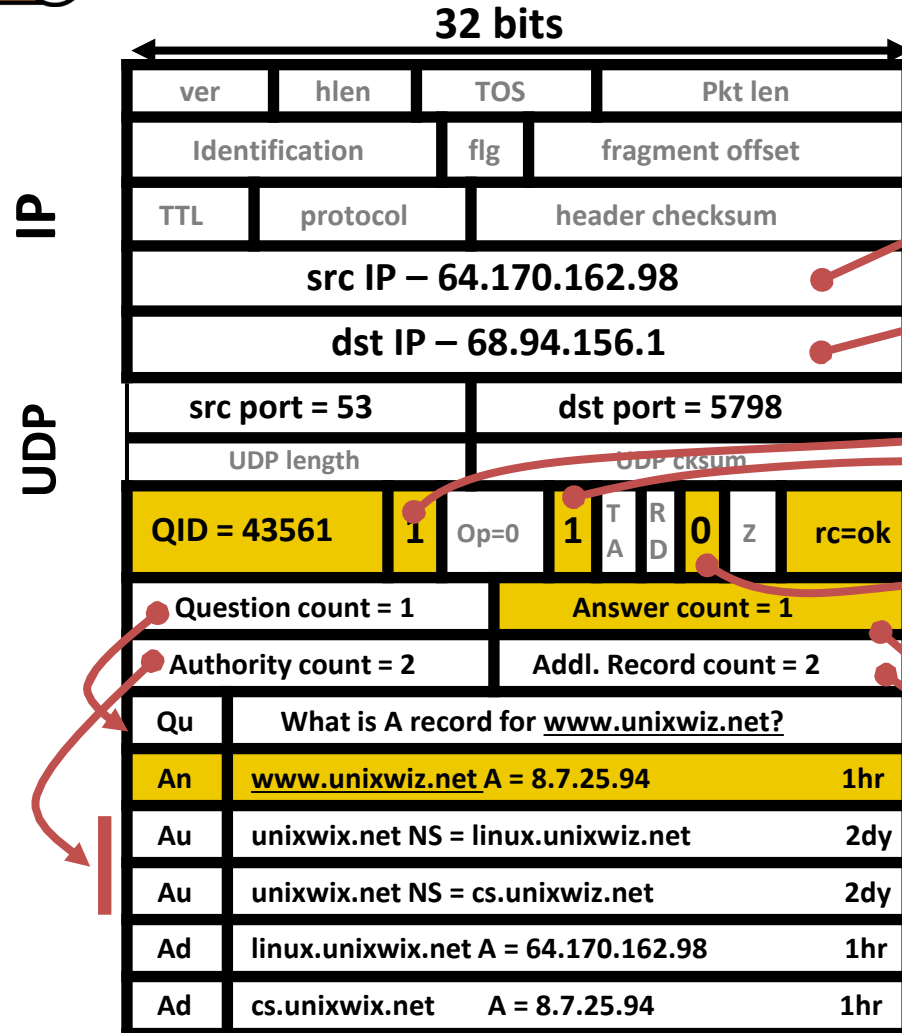 32 bits
ver hlen TOS Pkt len
Identification flg fragment offset
IP
TTL protocol header checksum
src IP – 64.170.162.98
dst IP – 68.94.156.1
UDP
src port = 53 dst port = 5798
UDP length UDP cksum
QID = 43561 1 Op=0 1 T A R D 0 Z rc=ok
Question count = 1 Answer count = 1
Authority count = 2 Addl. Record count = 2
Qu What is A record for www.unixwiz.net?
An www.unixwiz.net A = 8.7.25.94 1hr
Au unixwix.net NS = linux.unixwiz.net 2dy
Au unixwix.net NS = cs.unixwiz.net 2dy
Ad linux.unixwix.net A = 64.170.162.98 1hr
Ad cs.unixwix.net A = 8.7.25.94 1hr